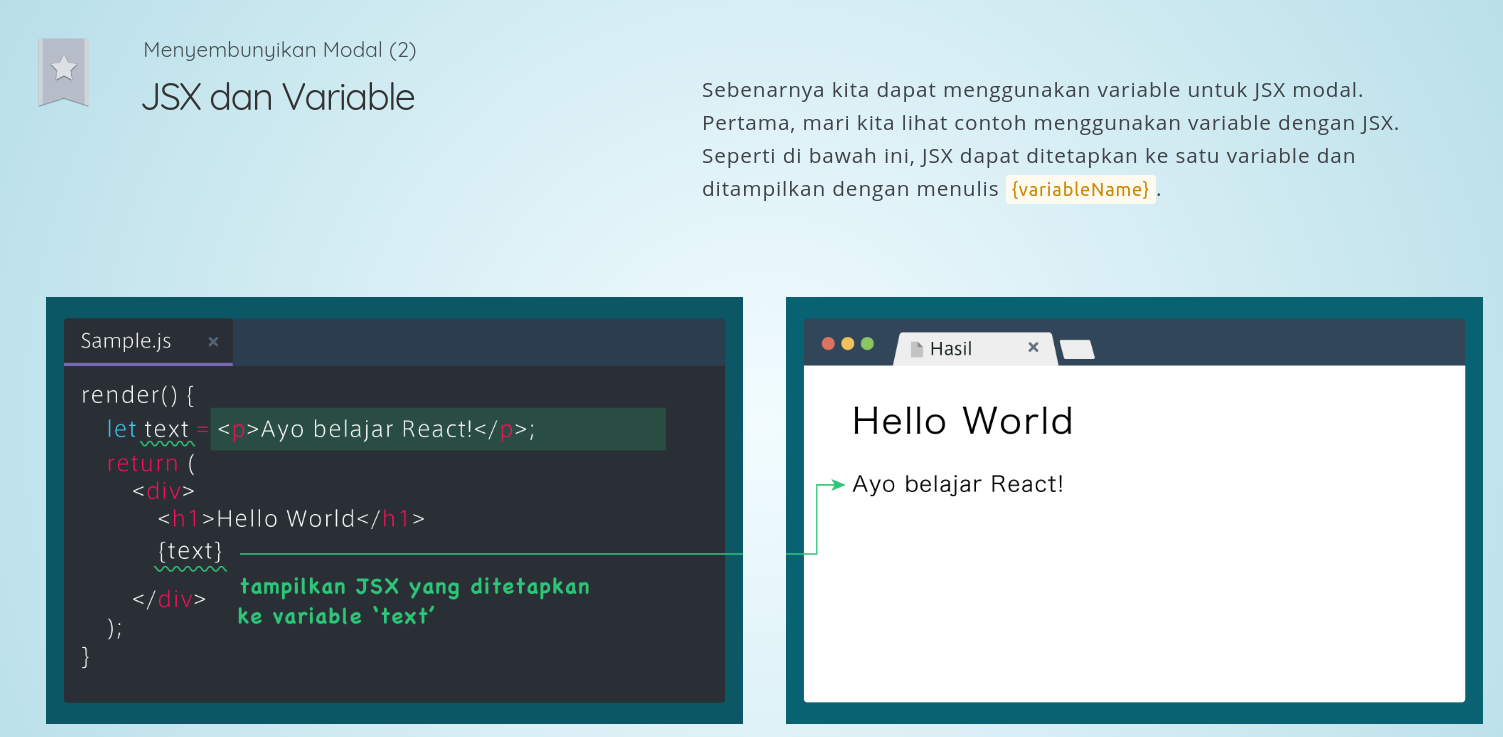 Menyembunyikan Modal (2)
JSX dan Variable
Sebenarnya kita dapat menggunakan variable untuk JSX modal.
Pertama, mari kita lihat contoh menggunakan variable dengan JSX.
Seperti di bawah ini, JSX dapat ditetapkan ke satu variable dan
ditampilkan dengan menulis {variableName}.
Sample.js ×
render() {
let text = <p>Ayo belajar React!</p>;
return (
<div>
<h1>Hello World</h1>
{text}
tampilkan JSX yang ditetapkan
ke variable ‘text’
</div>
);
}
Hasil ×
Hello World
Ayo belajar React!